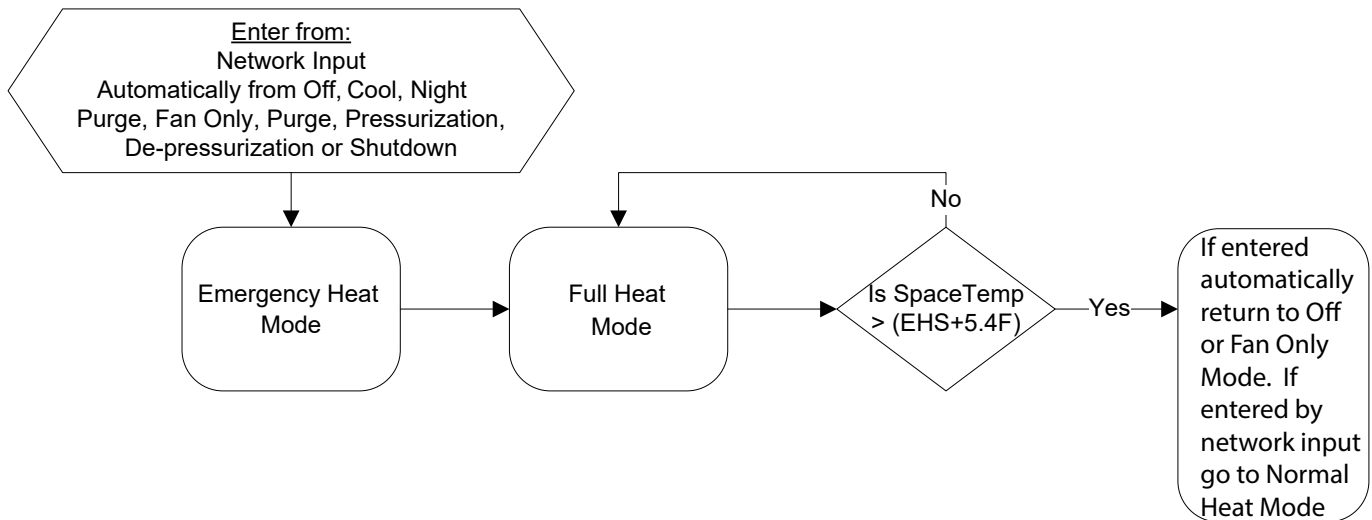 Enter from:
Network Input
Automatically from Off, Cool, Night
Purge, Fan Only, Purge, Pressurization,
De-pressurization or Shutdown
Emergency Heat
Mode
Full Heat
Mode
No
Is SpaceTemp
> (EHS+5.4F)
Yes
If entered
automatically
return to Off
or Fan Only
Mode. If
entered by
network input
go to Normal
Heat Mode